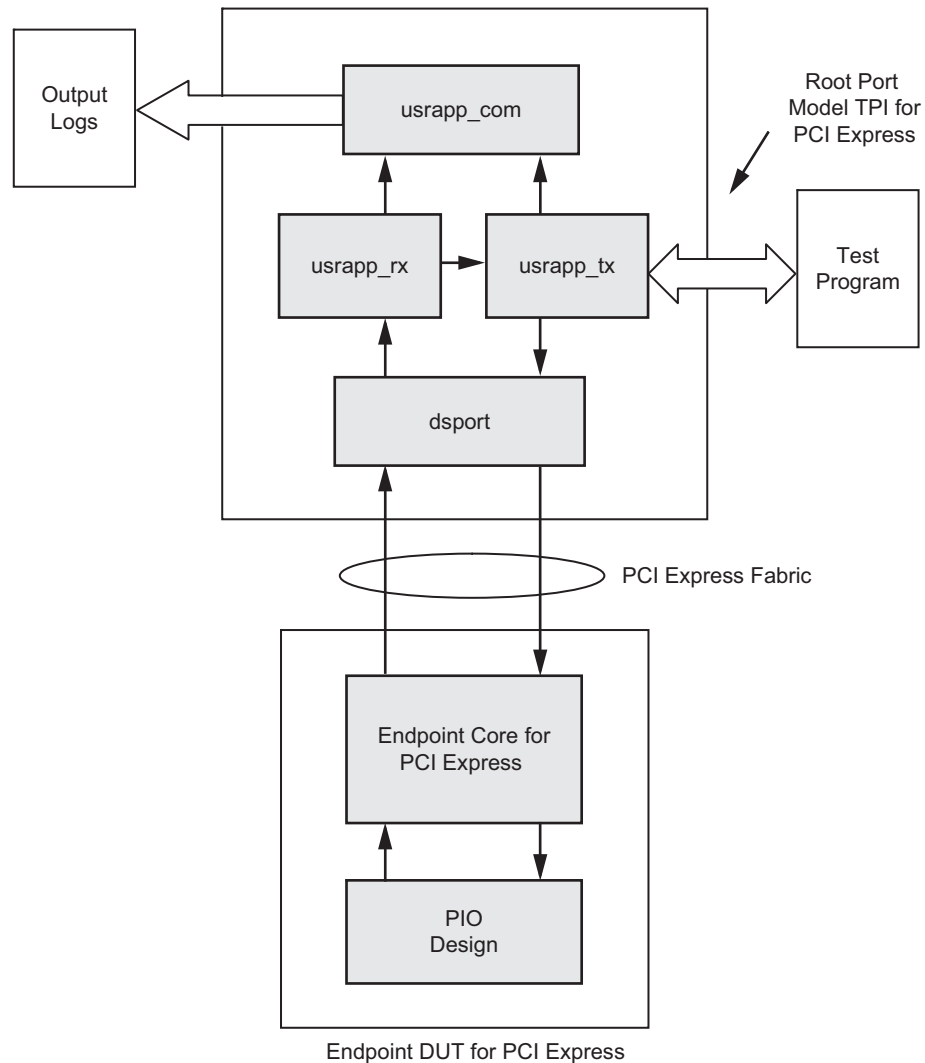 Output
Logs
usrapp_com
Root Port
Model TPI for
PCI Express
usrapp_rx
usrapp_tx
Test
Program
dsport
PCI Express Fabric
Endpoint Core for
PCI Express
PIO
Design
Endpoint DUT for PCI Express